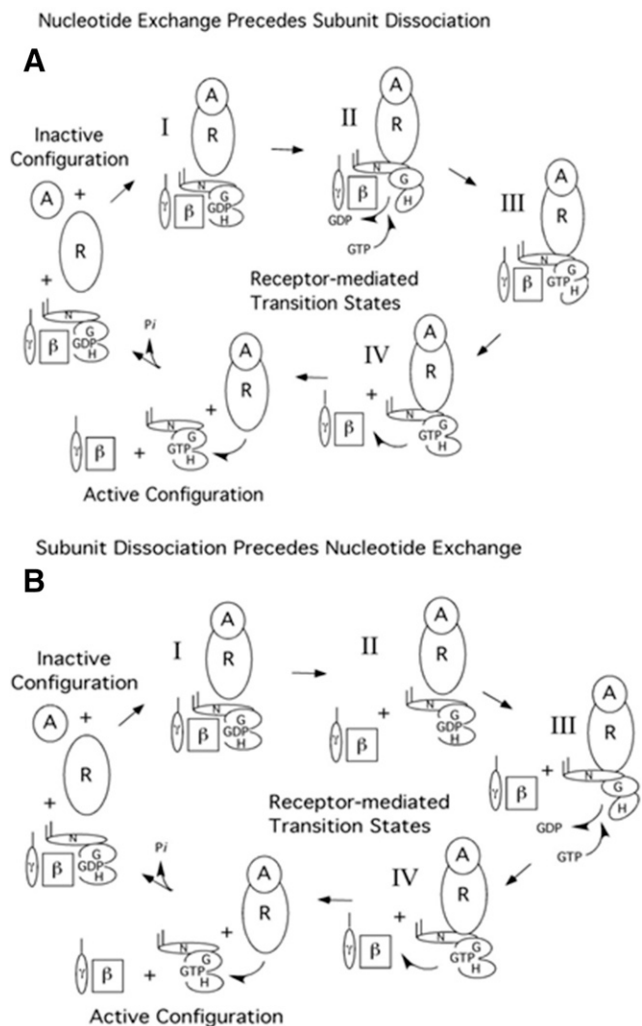 Nucleotide Exchange Precedes Subunit Dissociation
A
Inactive
Configuration
A +
R
+
N
γ β G
GDP
H
I
A
R
N
γ β G
GDP
H
II
A
R
N
γ β G
H
GDP
GTP
III
A
R
N
γ β G
GTP
H
Receptor-mediated
Transition States
IV
A
R
+
N
γ β G
GTP
H
Pi
A
R
+
N
γ β + G
GTP
H
Active Configuration
Subunit Dissociation Precedes Nucleotide Exchange
B
Inactive
Configuration
A +
R
+
N
γ β G
GDP
H
I
A
R
N
γ β G
GDP
H
II
A
R
N
γ β + G
GDP
H
III
A
R
N
γ β + G
H
GDP
GTP
Receptor-mediated
Transition States
IV
A
R
+
N
γ β G
GTP
H
Pi
A
R
+
N
γ β + G
GTP
H
Active Configuration